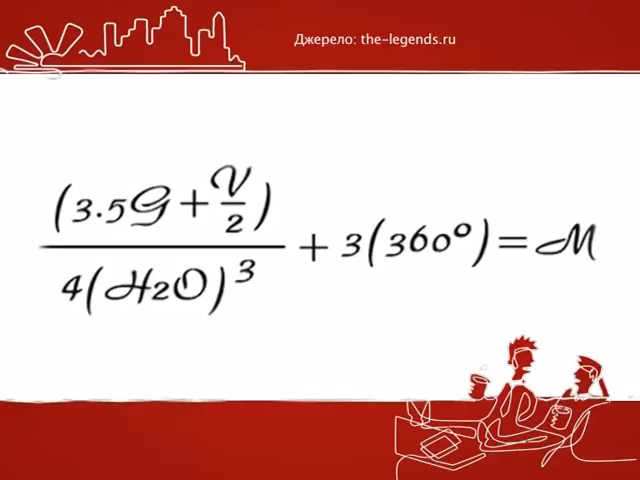 Джерело: the-legends.ru
(3.5G + V/2) / 4(H2O)^3 + 3(360°) = M